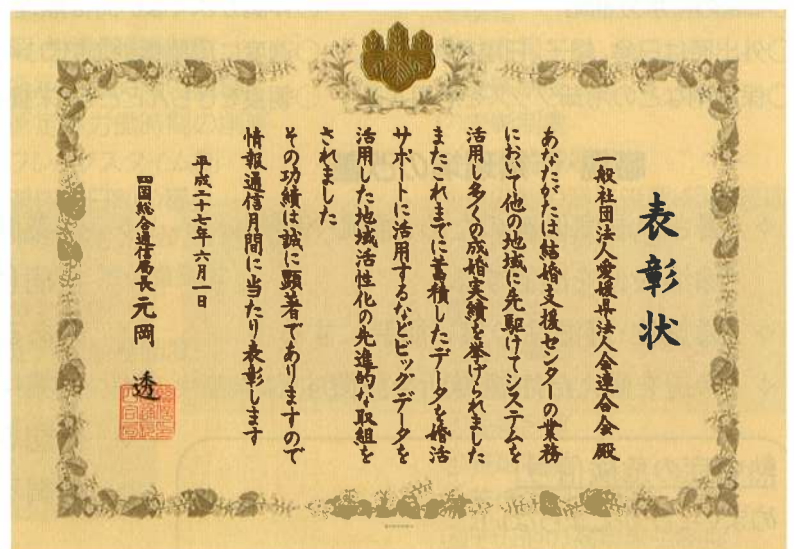 表彰状
一般社団法人愛媛県法人会連合会 殿
あなたがたは結婚支援センターの業務
において他の地域に先駆けてシステムを
活用し多くの成婚実績を挙げられました
またこれまでに蓄積したデータを婚活
サポートに活用するなどビッグデータを
活用した地域活性化の先進的な取組を
されました
その功績は誠に顕著でありますので
情報通信月間に当たり表彰します
平成二十七年六月一日
四国総合通信局長 元岡 透